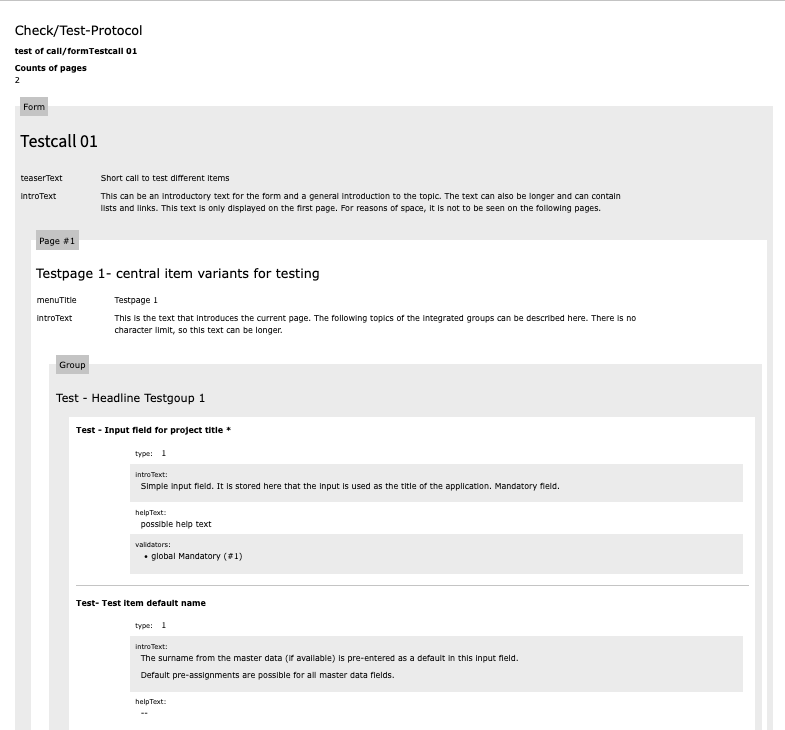 Check/Test-Protocol
test of call/formTestcall 01
Counts of pages
2
Form
Testcall 01
teaserText Short call to test different items
introText This can be an introductory text for the form and a general introduction to the topic. The text can also be longer and can contain
lists and links. This text is only displayed on the first page. For reasons of space, it is not to be seen on the following pages.
Page #1
Testpage 1- central item variants for testing
menuTitle Testpage 1
introText This is the text that introduces the current page. The following topics of the integrated groups can be described here. There is no
character limit, so this text can be longer.
Group
Test - Headline Testgoup 1
Test - Input field for project title *
type: 1
introText:
Simple input field. It is stored here that the input is used as the title of the application. Mandatory field.
helpText:
possible help text
validators:
• global Mandatory (#1)
Test- Test item default name
type: 1
introText:
The surname from the master data (if available) is pre-entered as a default in this input field.
Default pre-assignments are possible for all master data fields.
helpText:
--